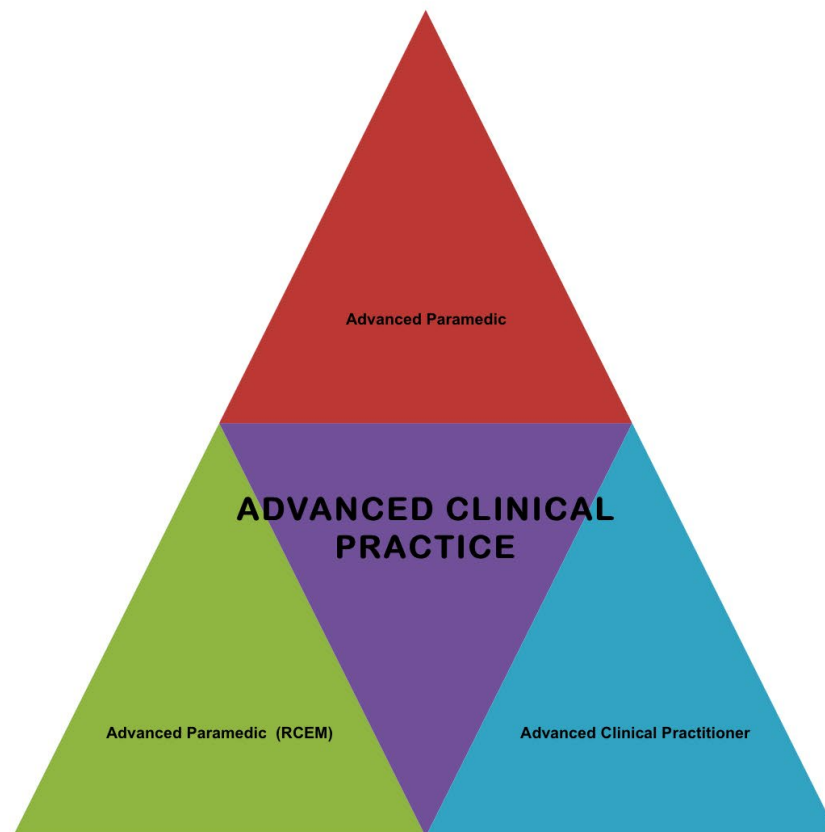 Advanced Paramedic
ADVANCED CLINICAL
PRACTICE
Advanced Paramedic (RCEM)
Advanced Clinical Practitioner